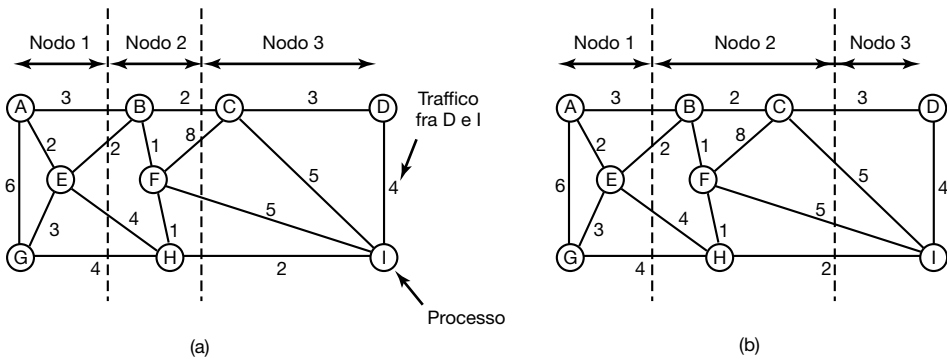 Nodo 1 Nodo 2 Nodo 3
A 3 B 2 C 3 D
Traffico
fra D e I
2 2 1 8
6 E F 5 4
3 4 1 5
G 4 H 2 I
Processo
(a)
Nodo 1 Nodo 2 Nodo 3
A 3 B 2 C 3 D
2 2 1 8
6 E F 5 4
3 4 1 5
G 4 H 2 I
(b)